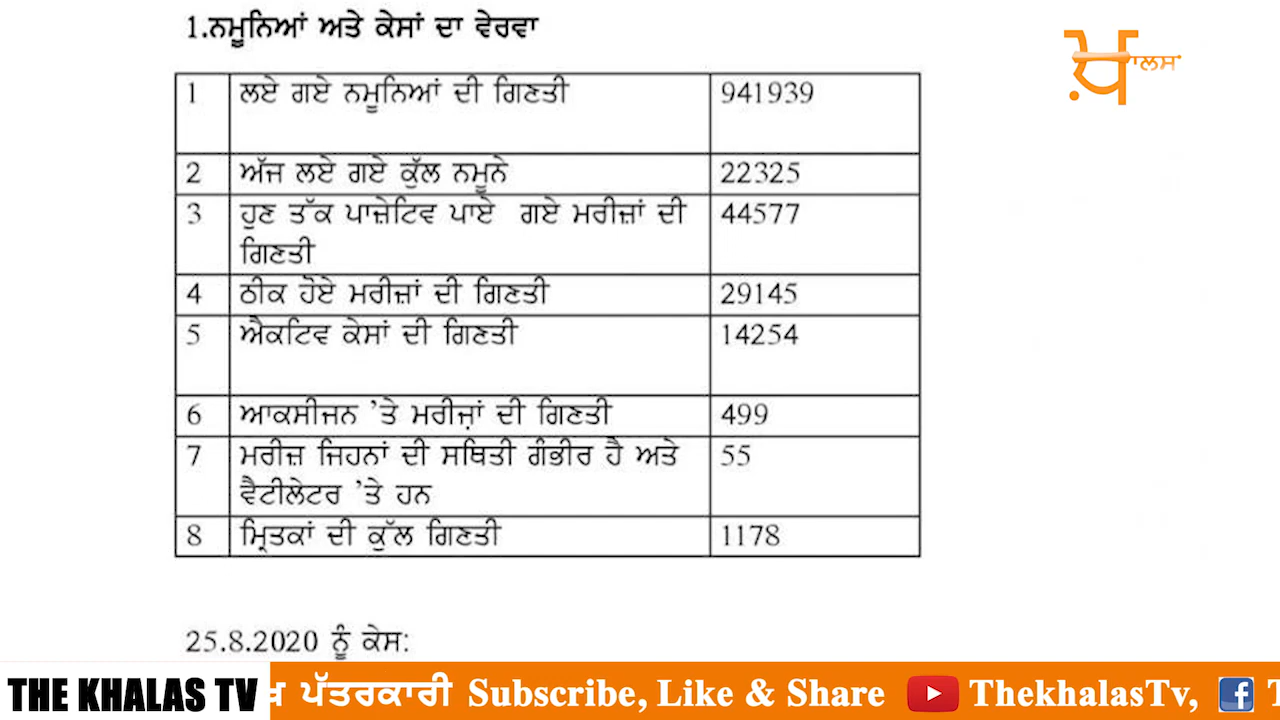 1.ਨਮੂਨਿਆਂ ਅਤੇ ਕੇਸਾਂ ਦਾ ਵੇਰਵਾ
ਖ਼ਾਲਸ
1 ਲਏ ਗਏ ਨਮੂਨਿਆਂ ਦੀ ਗਿਣਤੀ 941939
2 ਅੱਜ ਲਏ ਗਏ ਕੁੱਲ ਨਮੂਨੇ 22325
3 ਹੁਣ ਤੱਕ ਪਾਜ਼ੇਟਿਵ ਪਾਏ ਗਏ ਮਰੀਜ਼ਾਂ ਦੀ 44577
ਗਿਣਤੀ
4 ਠੀਕ ਹੋਏ ਮਰੀਜ਼ਾਂ ਦੀ ਗਿਣਤੀ 29145
5 ਐਕਟਿਵ ਕੇਸਾਂ ਦੀ ਗਿਣਤੀ 14254
6 ਆਕਸੀਜਨ ’ਤੇ ਮਰੀਜ਼ਾਂ ਦੀ ਗਿਣਤੀ 499
7 ਮਰੀਜ਼ ਜਿਹਨਾਂ ਦੀ ਸਥਿਤੀ ਗੰਭੀਰ ਹੈ ਅਤੇ 55
ਵੈਟੀਲੇਟਰ ’ਤੇ ਹਨ
8 ਮ੍ਰਿਤਕਾਂ ਦੀ ਕੁੱਲ ਗਿਣਤੀ 1178
25.8.2020 ਨੂੰ ਕੇਸ:
THE KHALAS TV ਪੱਤਰਕਾਰੀ Subscribe, Like & Share ThekhalasTv,